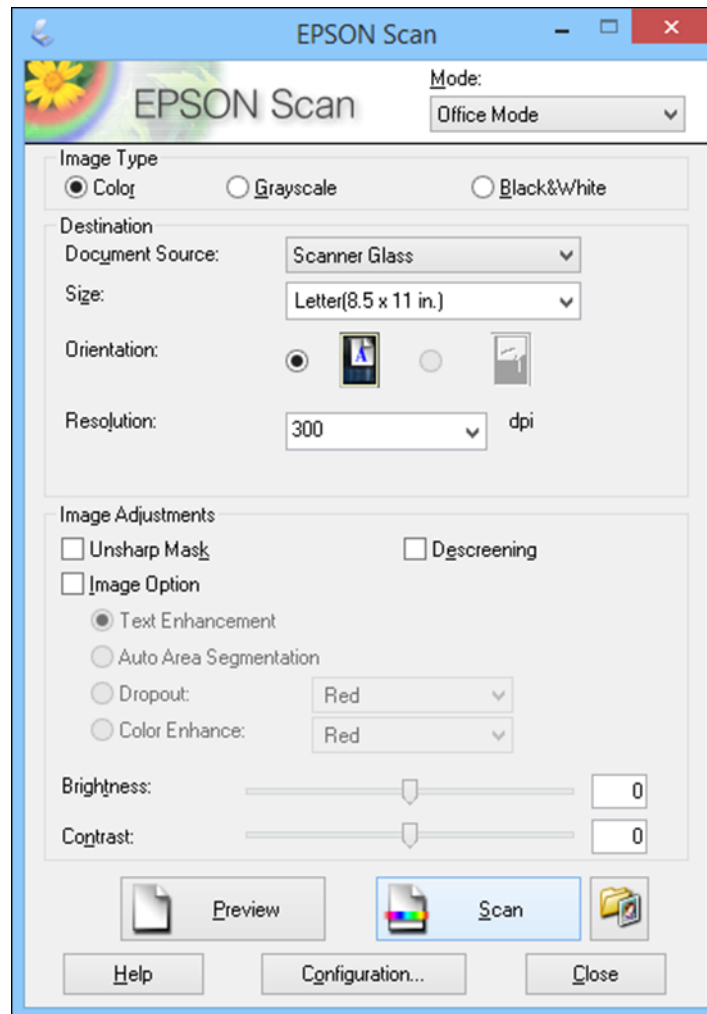 EPSON Scan
EPSON Scan
Mode:
Office Mode
Image Type
Color Grayscale Black&White
Destination
Document Source: Scanner Glass
Size: Letter(8.5 x 11 in.)
Orientation: A
Resolution: 300 dpi
Image Adjustments
Unsharp Mask Descreening
Image Option
Text Enhancement
Auto Area Segmentation
Dropout: Red
Color Enhance: Red
Brightness: 0
Contrast: 0
Preview Scan
Help Configuration... Close